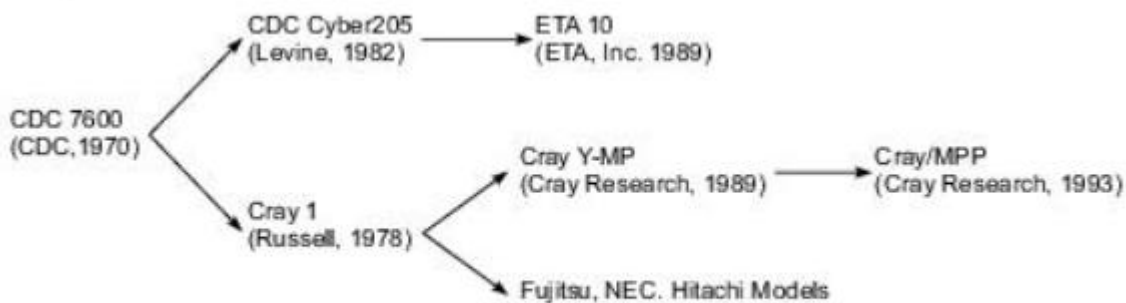 CDC Cyber205
(Levine, 1982)
ETA 10
(ETA, Inc. 1989)
CDC 7600
(CDC,1970)
Cray Y-MP
(Cray Research, 1989)
Cray/MPP
(Cray Research, 1993)
Cray 1
(Russell, 1978)
Fujitsu, NEC. Hitachi Models